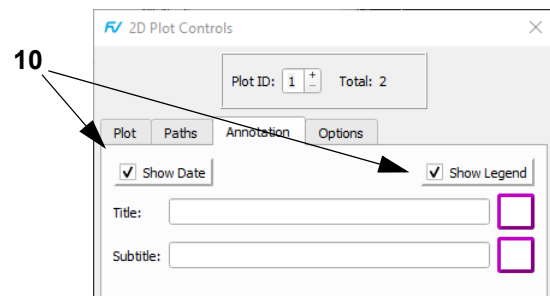 FV 2D Plot Controls
10
Plot ID: 1 Total: 2
Plot Paths Annotation Options
Show Date Show Legend
Title:
Subtitle: